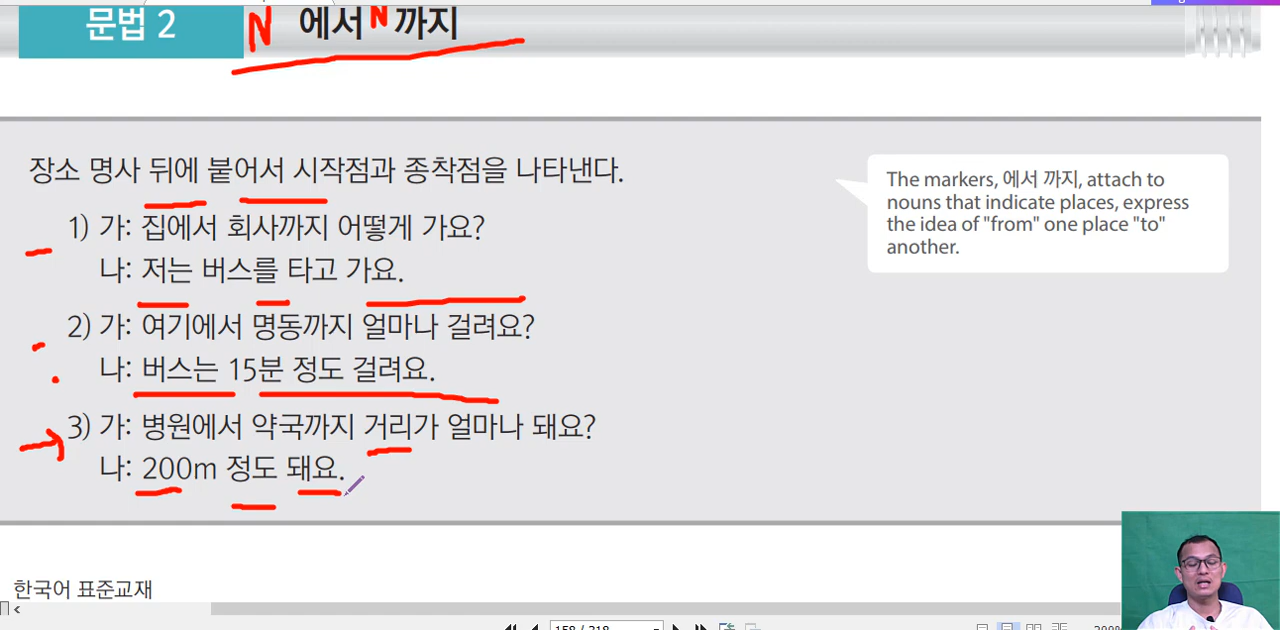 문법 2 N 에서 N 까지
장소 명사 뒤에 붙어서 시작점과 종착점을 나타낸다.
The markers, 에서 까지, attach to
nouns that indicate places, express
the idea of "from" one place "to"
another.
1) 가: 집에서 회사까지 어떻게 가요?
나: 저는 버스를 타고 가요.
2) 가: 여기에서 명동까지 얼마나 걸려요?
나: 버스는 15분 정도 걸려요.
3) 가: 병원에서 약국까지 거리가 얼마나 돼요?
나: 200m 정도 돼요.
한국어 표준교재
158 / 318